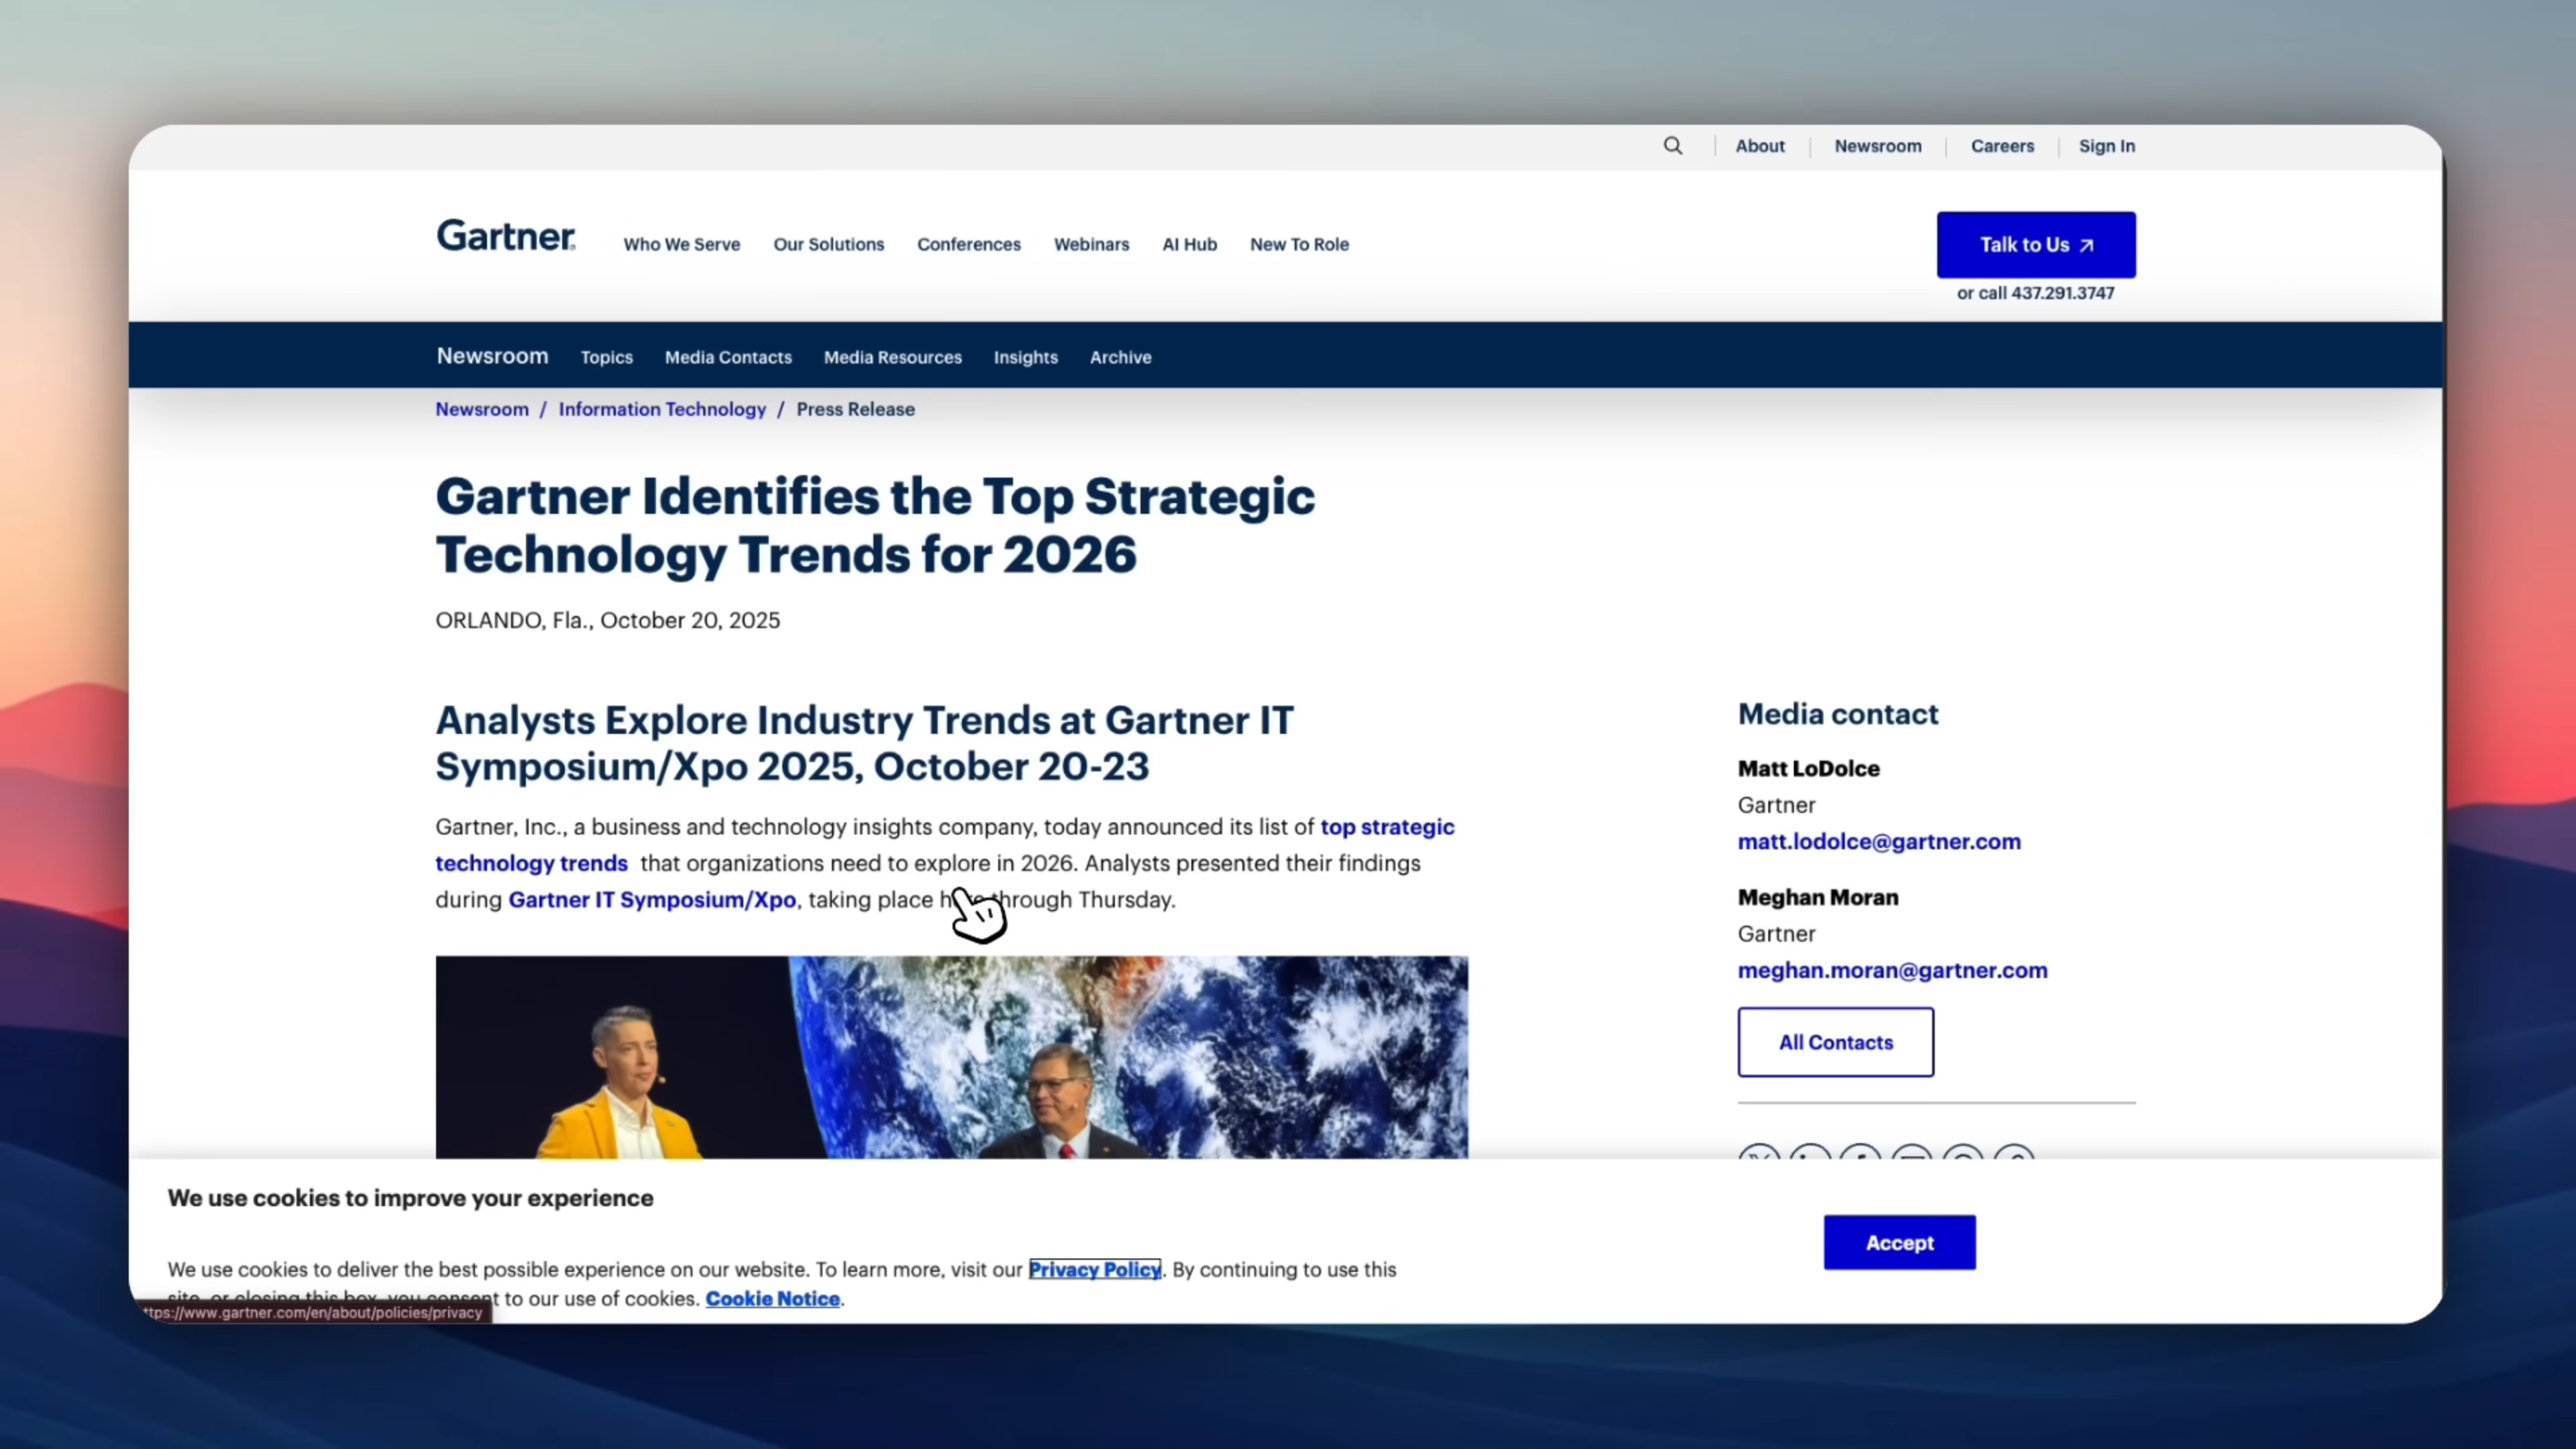 About
Newsroom
Careers
Sign In
Gartner
Who We Serve
Our Solutions
Conferences
Webinars
AI Hub
New To Role
Talk to Us
or call 437.291.3747
Newsroom
Topics
Media Contacts
Media Resources
Insights
Archive
Newsroom / Information Technology / Press Release
Gartner Identifies the Top Strategic
Technology Trends for 2026
ORLANDO, Fla., October 20, 2025
Analysts Explore Industry Trends at Gartner IT
Symposium/Xpo 2025, October 20-23
Gartner, Inc., a business and technology insights company, today announced its list of top strategic
technology trends that organizations need to explore in 2026. Analysts presented their findings
during Gartner IT Symposium/Xpo, taking place through Thursday.
Media contact
Matt LoDolce
Gartner
matt.lodolce@gartner.com
Meghan Moran
Gartner
meghan.moran@gartner.com
All Contacts
We use cookies to improve your experience
We use cookies to deliver the best possible experience on our website. To learn more, visit our Privacy Policy. By continuing to use this
site, or closing this box, you consent to our use of cookies. Cookie Notice.
Accept
ttps://www.gartner.com/en/about/policies/privacy